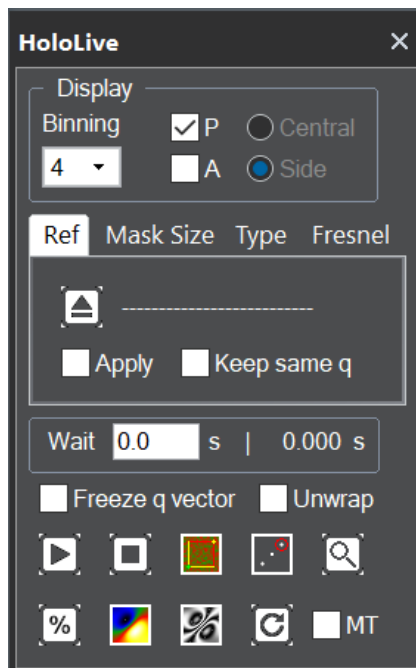 HoloLive
Display
Binning
P
Central
4
A
Side
Ref Mask Size Type Fresnel
--------------------------
Apply Keep same q
Wait 0.0 s | 0.000 s
Freeze q vector Unwrap
% MT